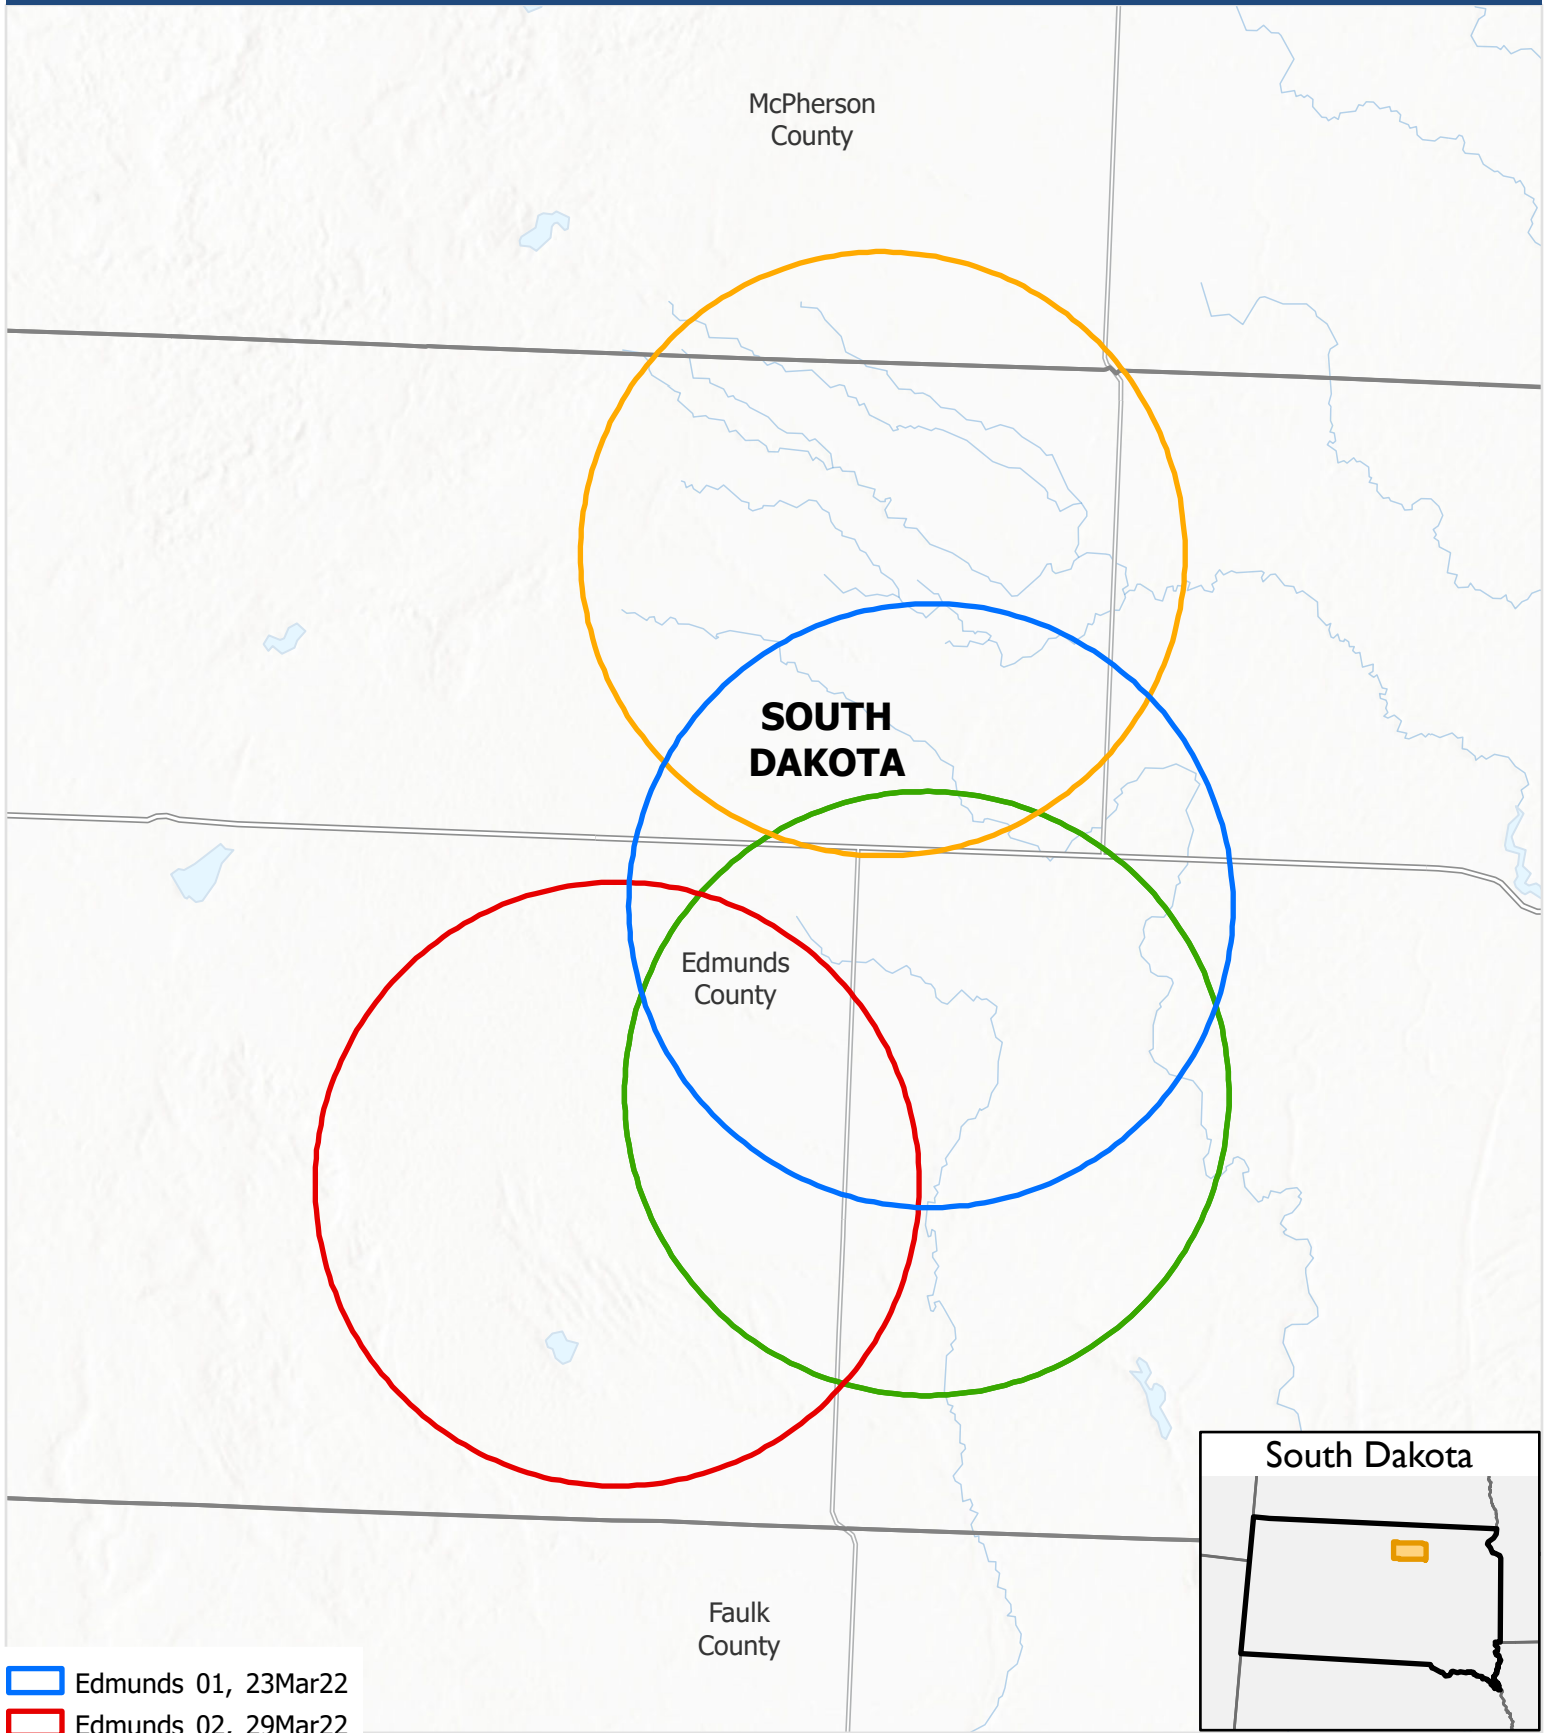 McPherson
County
SOUTH
DAKOTA
Edmunds
County
South Dakota
Faulk
County
Edmunds 01, 23Mar22
Edmunds 02, 29Mar22